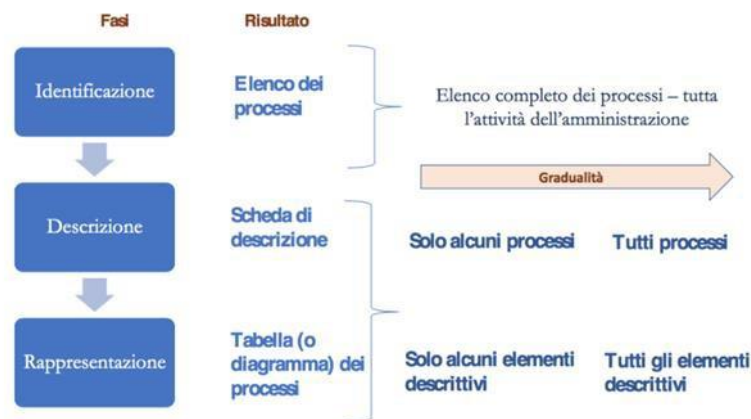 Fasi
Risultato
Identificazione
Elenco dei
processi
Elenco completo dei processi – tutta
l'attività dell'amministrazione
Gradualità
Descrizione
Scheda di
descrizione
Solo alcuni processi
Tutti processi
Rappresentazione
Tabella (o
diagramma) dei
processi
Solo alcuni elementi
descrittivi
Tutti gli elementi
descrittivi